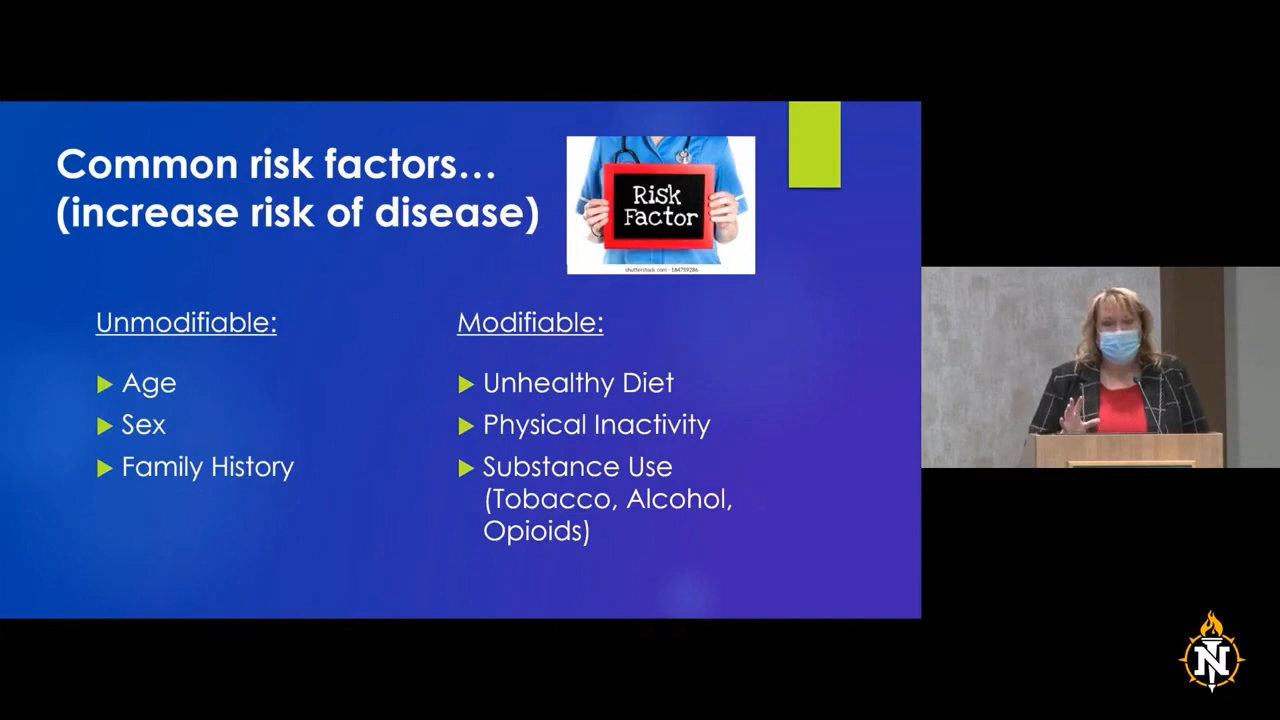 Common risk factors...
(increase risk of disease)
Risk
Factor
shutterstock.com · 184759286
Unmodifiable:
Age
Sex
Family History
Modifiable:
Unhealthy Diet
Physical Inactivity
Substance Use
(Tobacco, Alcohol,
Opioids)
N